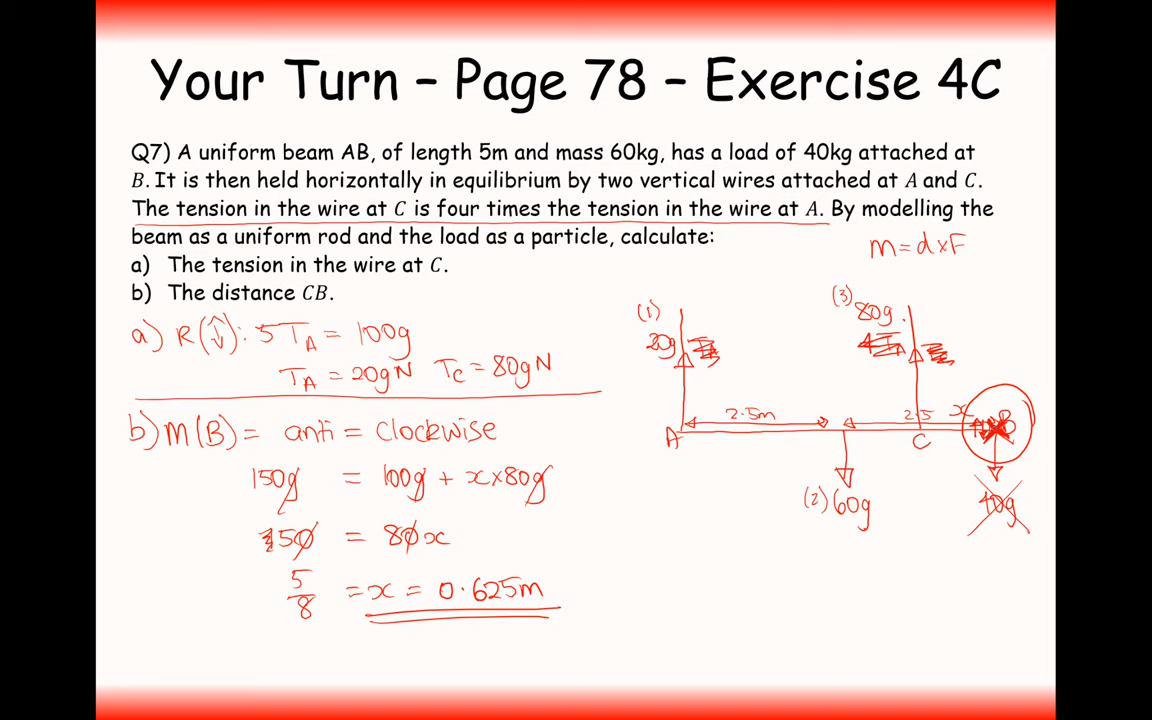 Your Turn – Page 78 – Exercise 4C
Q7) A uniform beam AB, of length 5m and mass 60kg, has a load of 40kg attached at
B. It is then held horizontally in equilibrium by two vertical wires attached at A and C.
The tension in the wire at C is four times the tension in the wire at A. By modelling the
beam as a uniform rod and the load as a particle, calculate:
a) The tension in the wire at C.
b) The distance CB.
m = d×F
a) R(↕): 5T_A = 100g
T_A = 20gN T_C = 80gN
b) M(B) = anti = clockwise
150g = 100g + x×80g
50 = 80x
5/8 = x = 0.625m
(1)
20g
(3)
80g
4T_A
2.5m
2.5
x
A
C
B
(2) 60g
40g